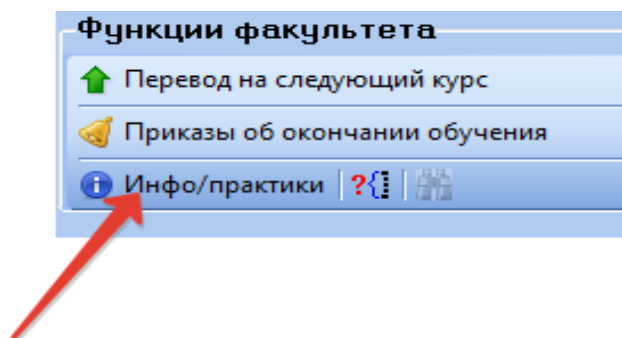 Функции факультета
Перевод на следующий курс
Приказы об окончании обучения
Инфо/практики ?{